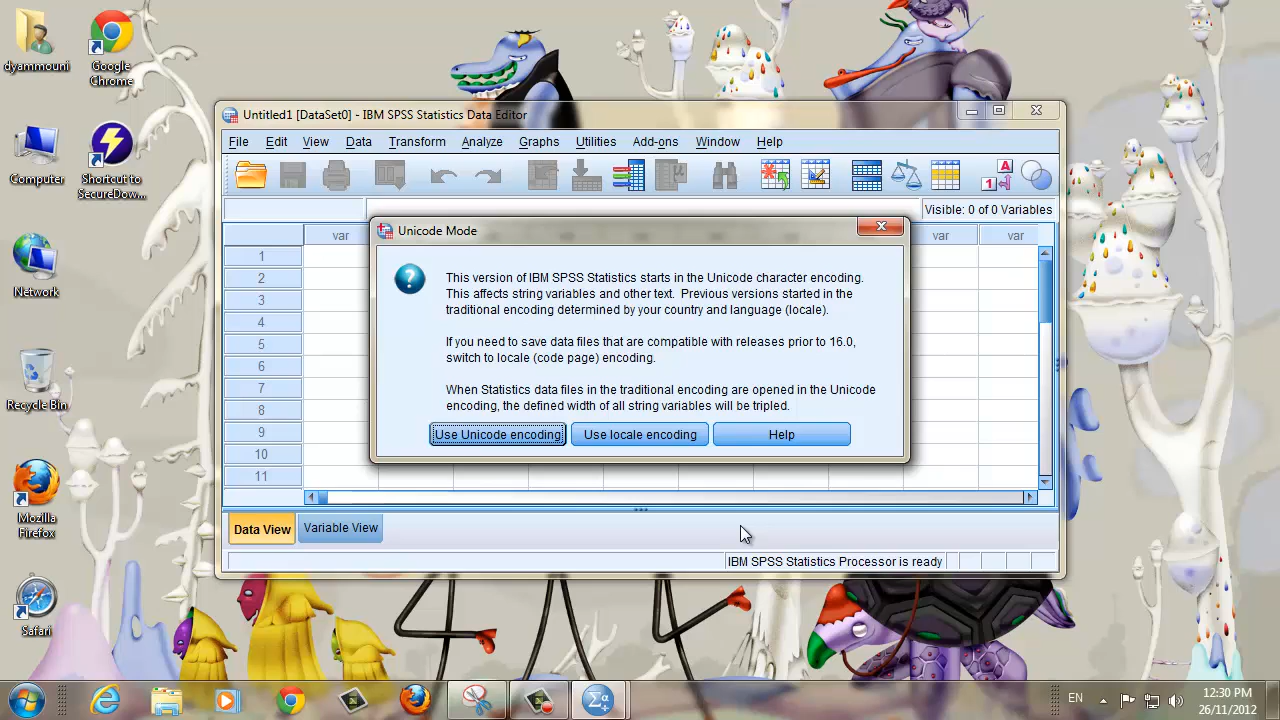 dyammouni
Google Chrome
Computer
Shortcut to SecureDow...
Network
Recycle Bin
Mozilla Firefox
Safari
Untitled1 [DataSet0] - IBM SPSS Statistics Data Editor
File Edit View Data Transform Analyze Graphs Utilities Add-ons Window Help
Visible: 0 of 0 Variables
var var var
1
2
3
4
5
6
7
8
9
10
11
Unicode Mode
This version of IBM SPSS Statistics starts in the Unicode character encoding.
This affects string variables and other text. Previous versions started in the
traditional encoding determined by your country and language (locale).
If you need to save data files that are compatible with releases prior to 16.0,
switch to locale (code page) encoding.
When Statistics data files in the traditional encoding are opened in the Unicode
encoding, the defined width of all string variables will be tripled.
Use Unicode encoding Use locale encoding Help
Data View Variable View
IBM SPSS Statistics Processor is ready
EN
12:30 PM
26/11/2012